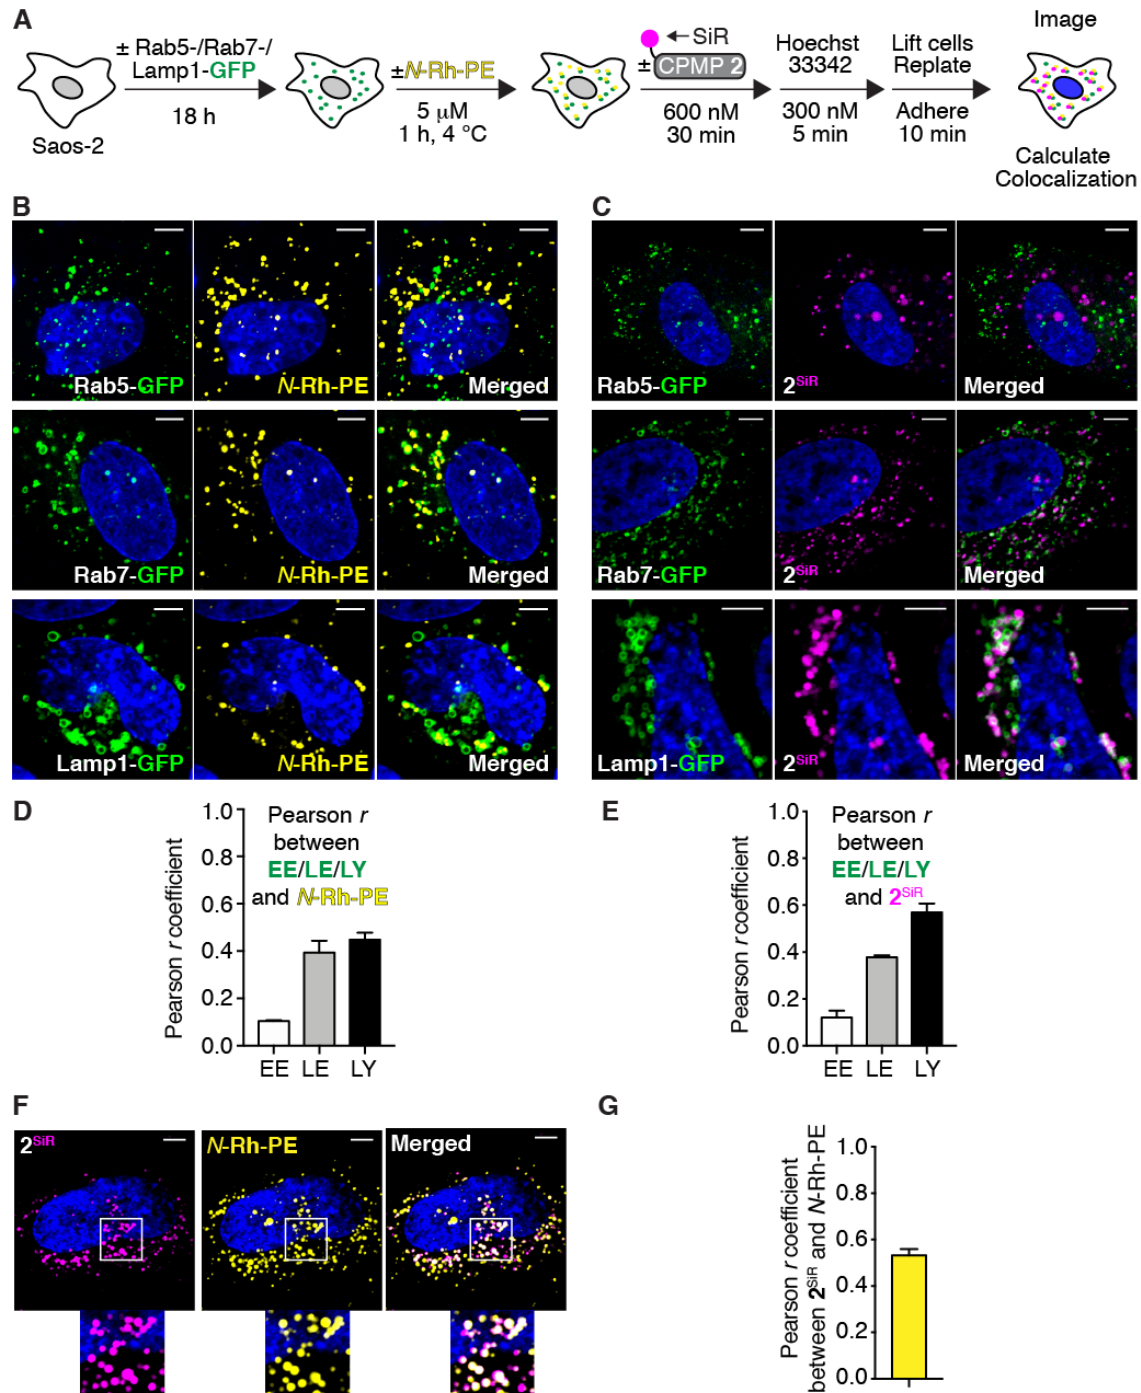 A
± Rab5-/Rab7-/
Lamp1-GFP
18 h
Saos-2
±N-Rh-PE
5 μM
1 h, 4 °C
← SiR
± CPMP 2
600 nM
30 min
Hoechst
33342
300 nM
5 min
Lift cells
Replate
Adhere
10 min
Image
Calculate
Colocalization
B
Rab5-GFP
N-Rh-PE
Merged
Rab7-GFP
N-Rh-PE
Merged
Lamp1-GFP
N-Rh-PE
Merged
C
Rab5-GFP
2SiR
Merged
Rab7-GFP
2SiR
Merged
Lamp1-GFP
2SiR
Merged
D
Pearson r
between
EE/LE/LY
and N-Rh-PE
Pearson r coefficient
1.0
0.8
0.6
0.4
0.2
0.0
EE LE LY
E
Pearson r
between
EE/LE/LY
and 2SiR
Pearson r coefficient
1.0
0.8
0.6
0.4
0.2
0.0
EE LE LY
F
2SiR
N-Rh-PE
Merged
G
Pearson r coefficient
between 2SiR and N-Rh-PE
1.0
0.8
0.6
0.4
0.2
0.0